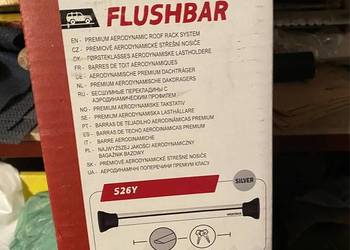 FLUSHBAR
EN - PREMIUM AERODYNAMIC ROOF RACK SYSTEM
CZ - PRÉMIOVÉ AERODYNAMICKÉ STŘEŠNÍ NOSIČE
DK - FØRSTEKLASSES AERODYNAMISKE LASTHOLDERE
FR - BARRES DE TOIT AÉRODYNAMIQUES
DE - AERODYNAMISCHE PREMIUM DACHTRÄGER
NL - PREMIUM AERODYNAMISCHE DAKDRAGERS
RU - БЕСШУМНЫЕ ПЕРЕКЛАДИНЫ С
АЭРОДИНАМИЧЕСКИМ ПРОФИЛЕМ
NO - PREMIUM AERODYNAMISKE TAKSTATIV
SE - PREMIUM AERODYNAMISKA LASTHÅLLARE
PT - BARRAS DE TEJADILHO AERODINÂMICAS PREMIUM
ES - BARRAS DE TECHO AERODINÁMICAS PREMIUM
IT - BARRE AERODINAMICHE
PL - NAJWYŻSZEJ JAKOŚCI AERODYNAMICZNY
BAGAŻNIK BAZOWY
SK - PRÉMIOVÉ AERODYNAMICKÉ STREŠNÉ NOSIČE
UA - АЕРОДИНАМІЧНІ ПОПЕРЕЧИНИ ПРЕМІУМ КЛАСУ
S26Y
SILVER